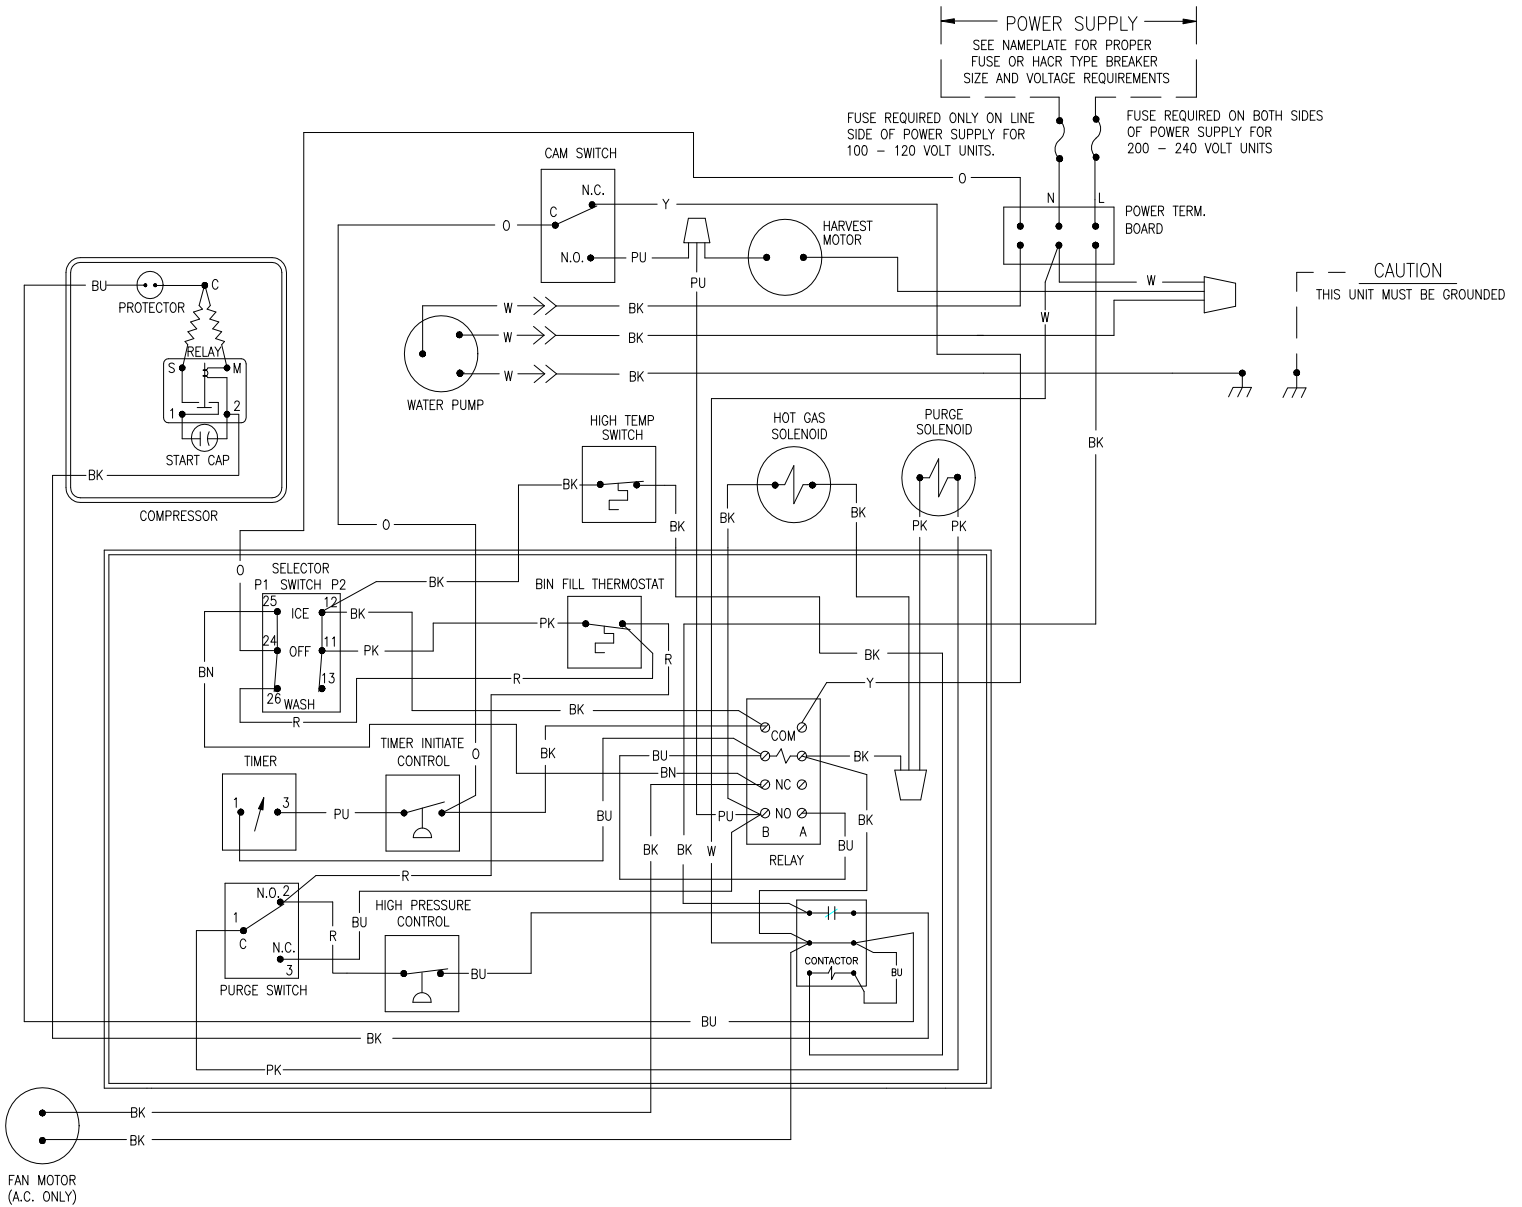 POWER SUPPLY
SEE NAMEPLATE FOR PROPER
FUSE OR HACR TYPE BREAKER
SIZE AND VOLTAGE REQUIREMENTS
FUSE REQUIRED ONLY ON LINE
SIDE OF POWER SUPPLY FOR
100 – 120 VOLT UNITS.
FUSE REQUIRED ON BOTH SIDES
OF POWER SUPPLY FOR
200 – 240 VOLT UNITS
CAM SWITCH
N.C.
C
N.O.
O
Y
O
PU
PU
HARVEST
MOTOR
N
L
POWER TERM.
BOARD
W
W
CAUTION
THIS UNIT MUST BE GROUNDED
BU
PROTECTOR
C
RELAY
S
M
1
2
START CAP
BK
COMPRESSOR
W
BK
W
BK
W
BK
WATER PUMP
HIGH TEMP
SWITCH
BK
BK
HOT GAS
SOLENOID
BK
BK
PURGE
SOLENOID
PK
PK
BK
O
O
SELECTOR
P1 SWITCH P2
25
ICE
12
24
OFF
11
13
26
WASH
BK
BK
PK
BN
R
BIN FILL THERMOSTAT
PK
R
R
BK
BK
Y
TIMER
1
3
PU
TIMER INITIATE
CONTROL
O
BK
BU
BU
BN
COM
NC
NO
B
A
RELAY
BK
BK
BU
PU
BK
BK
W
R
N.O.
2
1
C
N.C.
3
PURGE SWITCH
R
BU
HIGH PRESSURE
CONTROL
BU
CONTACTOR
BU
BU
BK
PK
BK
BK
FAN MOTOR
(A.C. ONLY)